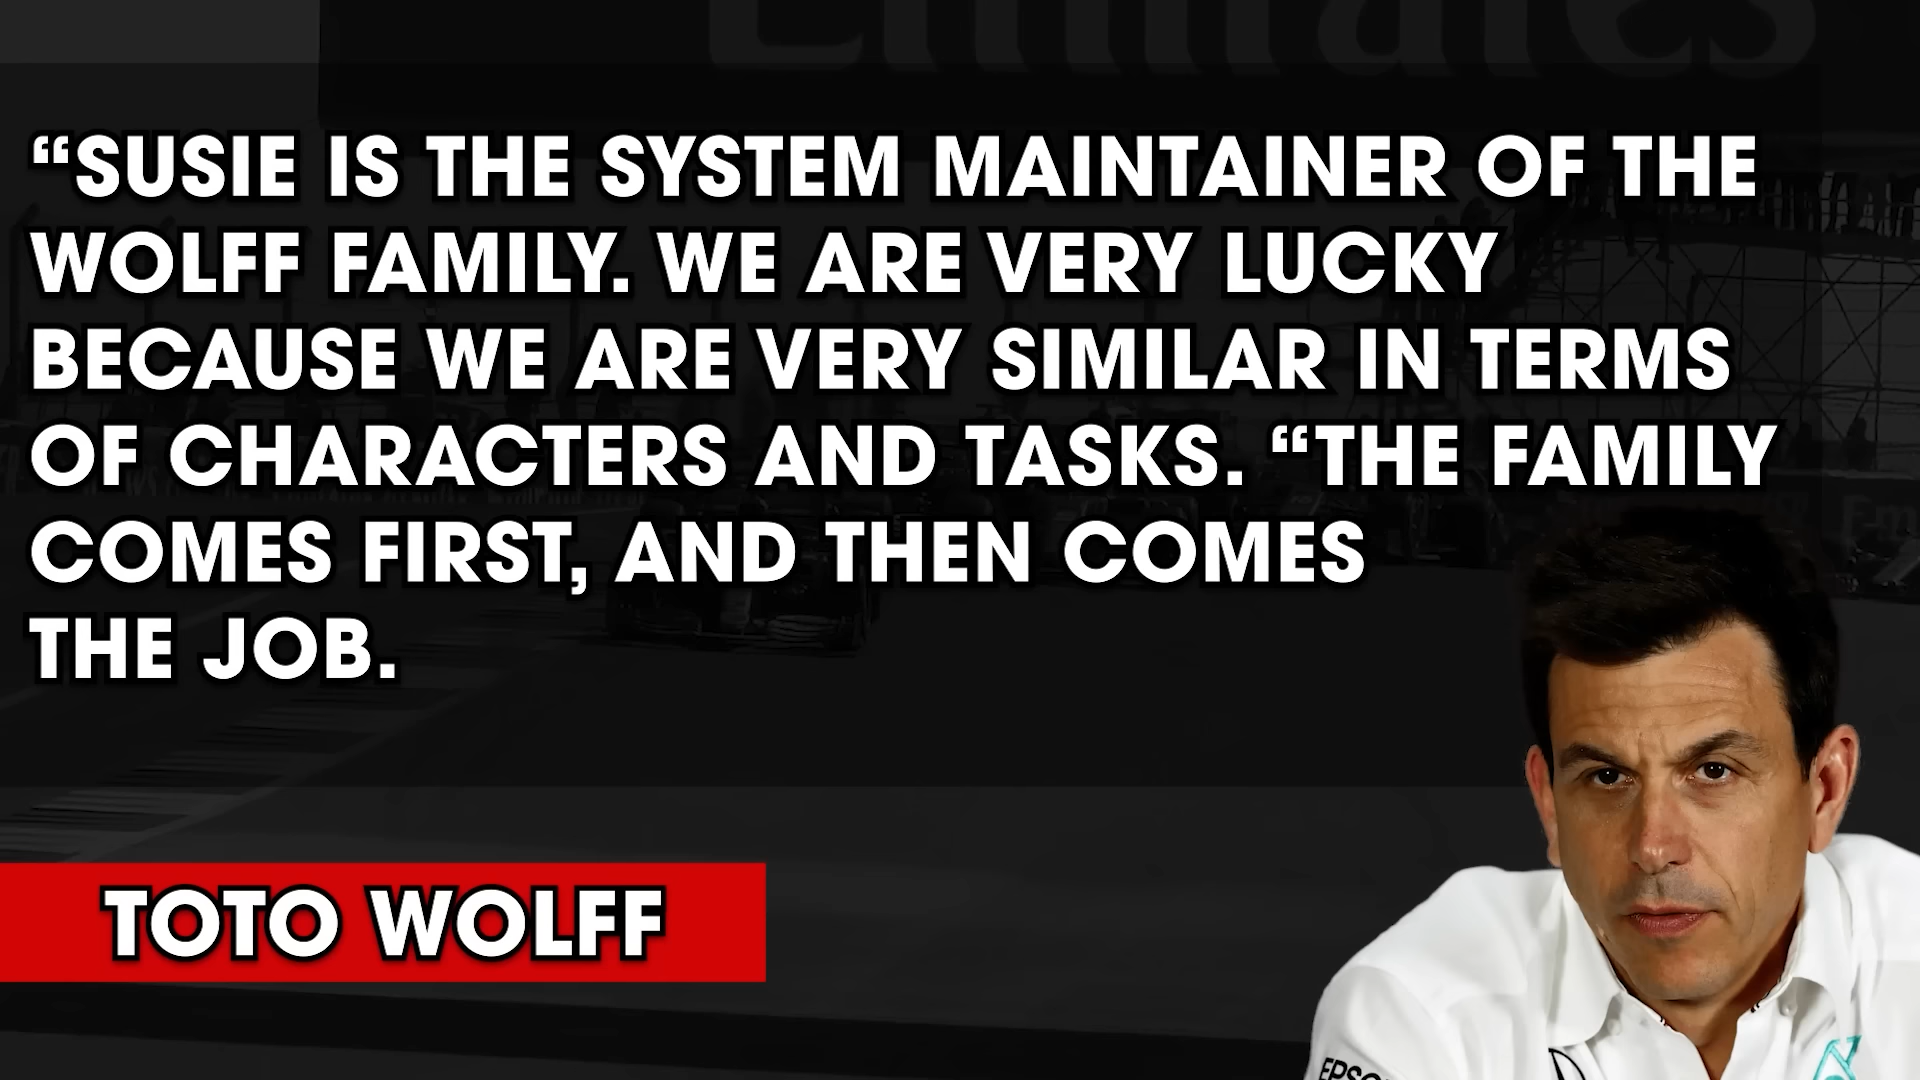 “SUSIE IS THE SYSTEM MAINTAINER OF THE
WOLFF FAMILY. WE ARE VERY LUCKY
BECAUSE WE ARE VERY SIMILAR IN TERMS
OF CHARACTERS AND TASKS. “THE FAMILY
COMES FIRST, AND THEN COMES
THE JOB.
TOTO WOLFF